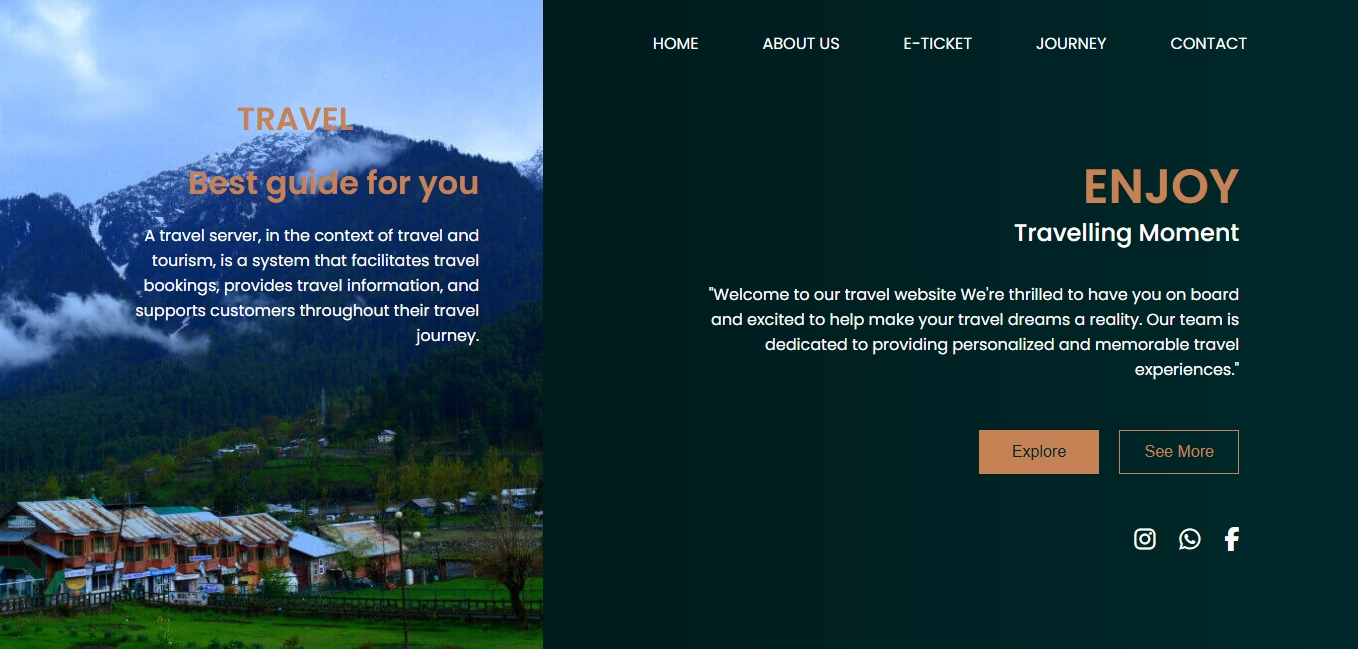 HOME ABOUT US E-TICKET JOURNEY CONTACT
TRAVEL
Best guide for you
A travel server, in the context of travel and
tourism, is a system that facilitates travel
bookings, provides travel information, and
supports customers throughout their travel
journey.
ENJOY
Travelling Moment
"Welcome to our travel website We're thrilled to have you on board
and excited to help make your travel dreams a reality. Our team is
dedicated to providing personalized and memorable travel
experiences."
Explore See More